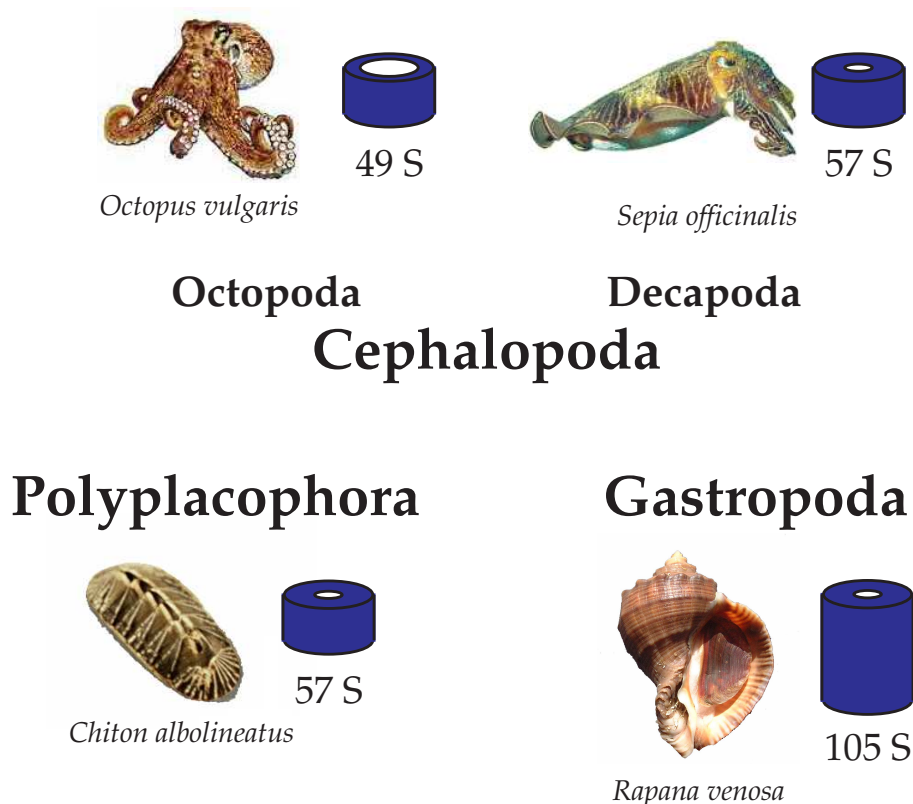 49 S
57 S
Octopus vulgaris
Sepia officinalis
Octopoda
Decapoda
Cephalopoda
Polyplacophora
Gastropoda
57 S
Chiton albolineatus
105 S
Rapana venosa